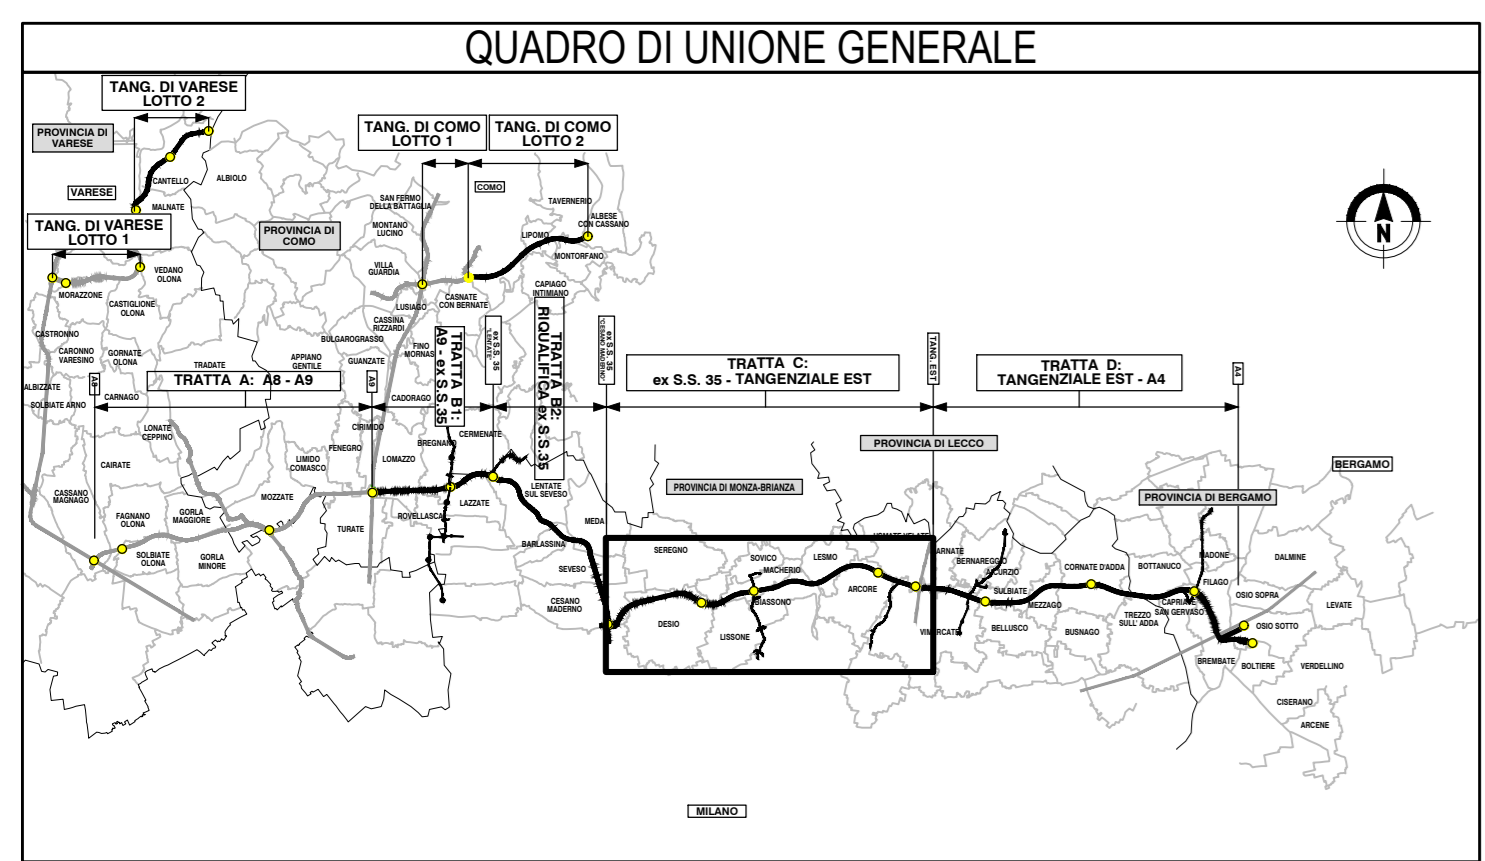 QUADRO DI UNIONE GENERALE
TANG. DI VARESE
LOTTO 2
PROVINCIA DI
VARESE
TANG. DI COMO
LOTTO 1
TANG. DI COMO
LOTTO 2
CANTELLO
ALBIOLO
VARESE
COMO
MALNATE
SAN FERMO
DELLA BATTAGLIA
TAVERNERIO
ALBESE
CON CASSANO
TANG. DI VARESE
LOTTO 1
PROVINCIA DI
COMO
MONTANO
LUCINO
LIPOMO
MONTORFANO
N
VILLA
GUARDIA
VEDANO
OLONA
MORAZZONE
CASTIGLIONE
OLONA
CAPIAGO
INTIMIANO
CASNATE
CON BERNATE
LUSIAGO
CASSINA
RIZZARDI
CASTRONNO
BULGAROGRASSO
FINO
MORNAS
CARONNO
VARESINO
GORNATE
OLONA
TRADATE
APPIANO
GENTILE
GUANZATE
TRATTA B1:
A9 - ex S.S.35
ex S.S. 35
"LENTATE"
TRATTA B2:
RIQUALIFICA ex S.S.35
ex S.S. 35
"CESANO MADERNO"
TRATTA C:
ex S.S. 35 - TANGENZIALE EST
TANG. EST
TRATTA D:
TANGENZIALE EST - A4
A4
ALBIZZATE
A8
TRATTA A: A8 - A9
A9
CARNAGO
CADORAGO
SOLBIATE ARNO
LONATE
CEPPINO
CIRIMIDO
CERMENATE
BREGNANO
FENEGRO
LOMAZZO
PROVINCIA DI LECCO
CAIRATE
LIMIDO
COMASCO
BERGAMO
CASSANO
MAGNAGO
MOZZATE
LAZZATE
LENTATE
SUL SEVESO
PROVINCIA DI MONZA-BRIANZA
PROVINCIA DI BERGAMO
FAGNANO
OLONA
GORLA
MAGGIORE
ROVELLASCA
TURATE
MEDA
BARLASSINA
SEREGNO
SOVICO
LESMO
MACHERIO
BERNAREGGIO
SOLBIATE
OLONA
GORLA
MINORE
SEVESO
CORNATE D'ADDA
BOTTANUCO
MADONE
DALMINE
FILAGO
ARCORE
SULBIATE
MEZZAGO
CESANO
MADERNO
BIASSONO
CAPRIATE
SAN GERVASO
OSIO SOPRA
LEVATE
DESIO
LISSONE
VIMERCATE
BELLUSCO
BUSNAGO
TREZZO
SULL' ADDA
OSIO SOTTO
BREMBATE
BOLTIERE
VERDELLINO
CISERANO
ARCENE
MILANO